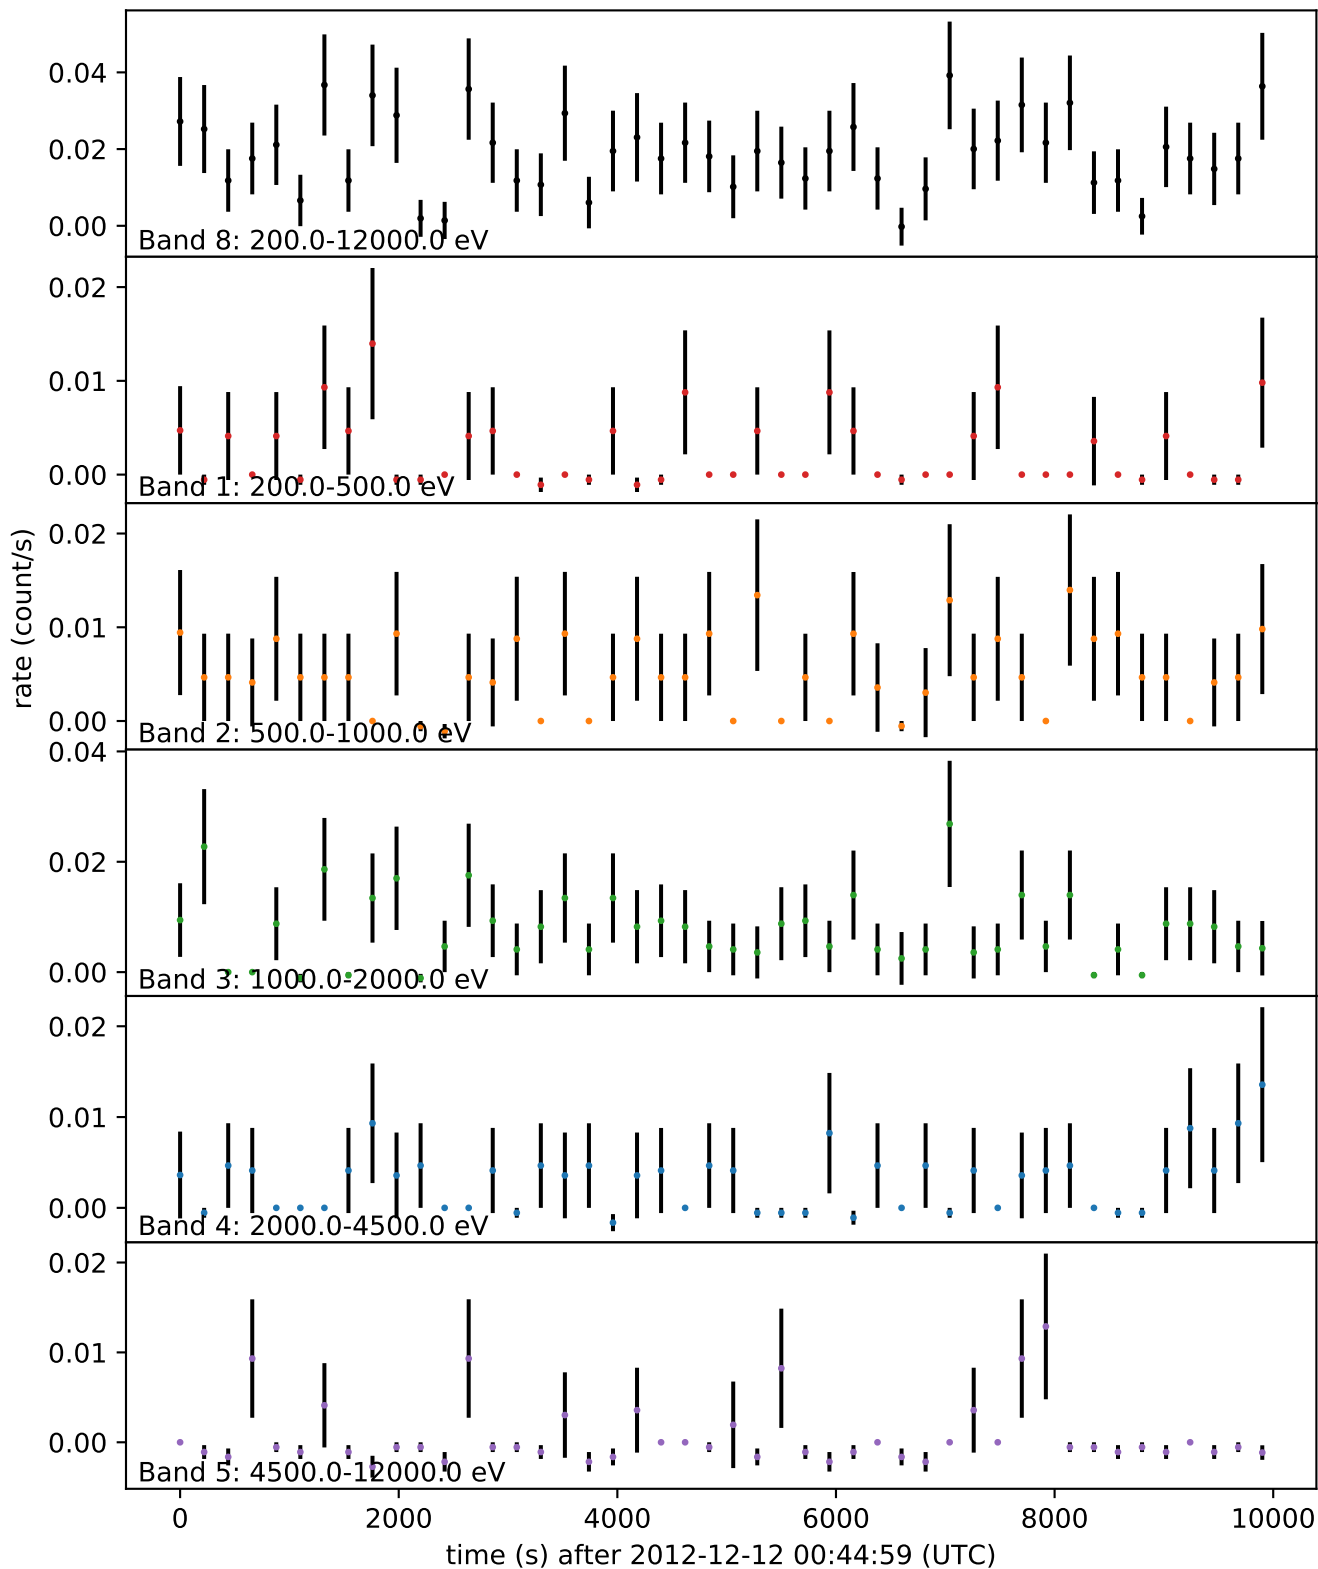 0.04
0.02
0.00
Band 8: 200.0-12000.0 eV
0.02
0.01
0.00
Band 1: 200.0-500.0 eV
rate (count/s)
0.02
0.01
0.00
Band 2: 500.0-1000.0 eV
0.04
0.02
0.00
Band 3: 1000.0-2000.0 eV
0.02
0.01
0.00
Band 4: 2000.0-4500.0 eV
0.02
0.01
0.00
Band 5: 4500.0-12000.0 eV
0 2000 4000 6000 8000 10000
time (s) after 2012-12-12 00:44:59 (UTC)